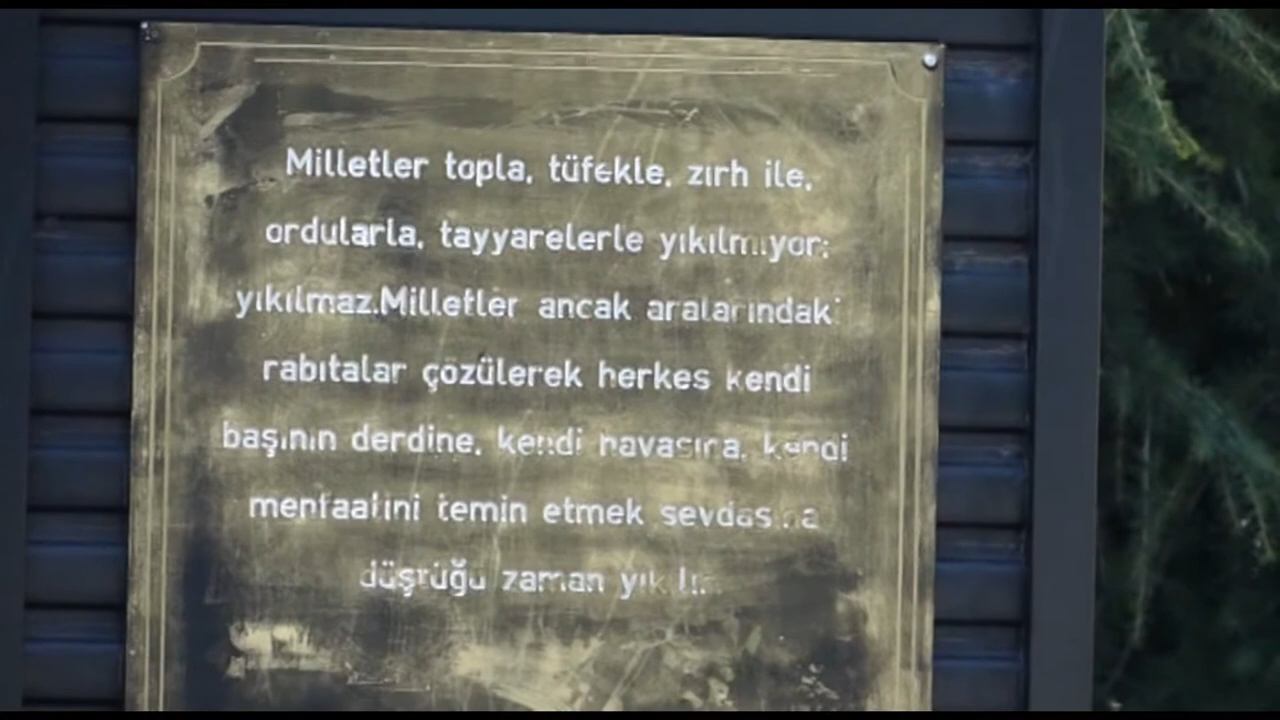 Milletler topla, tüfekle, zırh ile,
ordularla, tayyarelerle yıkılmıyor;
yıkılmaz.Milletler ancak aralarındaki
rabıtalar çözülerek herkes kendi
başının derdine, kendi havasına, kendi
menfaatini temin etmek sevdasına
düştüğü zaman yıkılır.